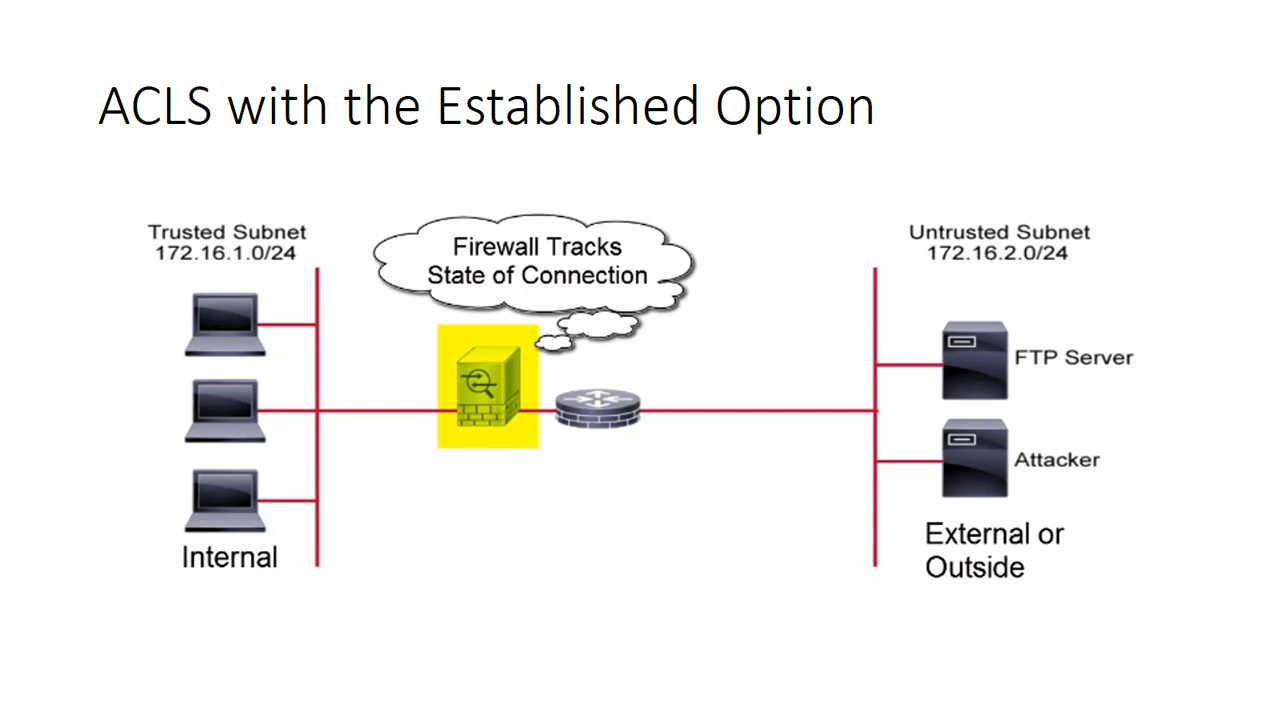 ACLS with the Established Option
Trusted Subnet
172.16.1.0/24
Firewall Tracks
State of Connection
Untrusted Subnet
172.16.2.0/24
FTP Server
Attacker
Internal
External or
Outside